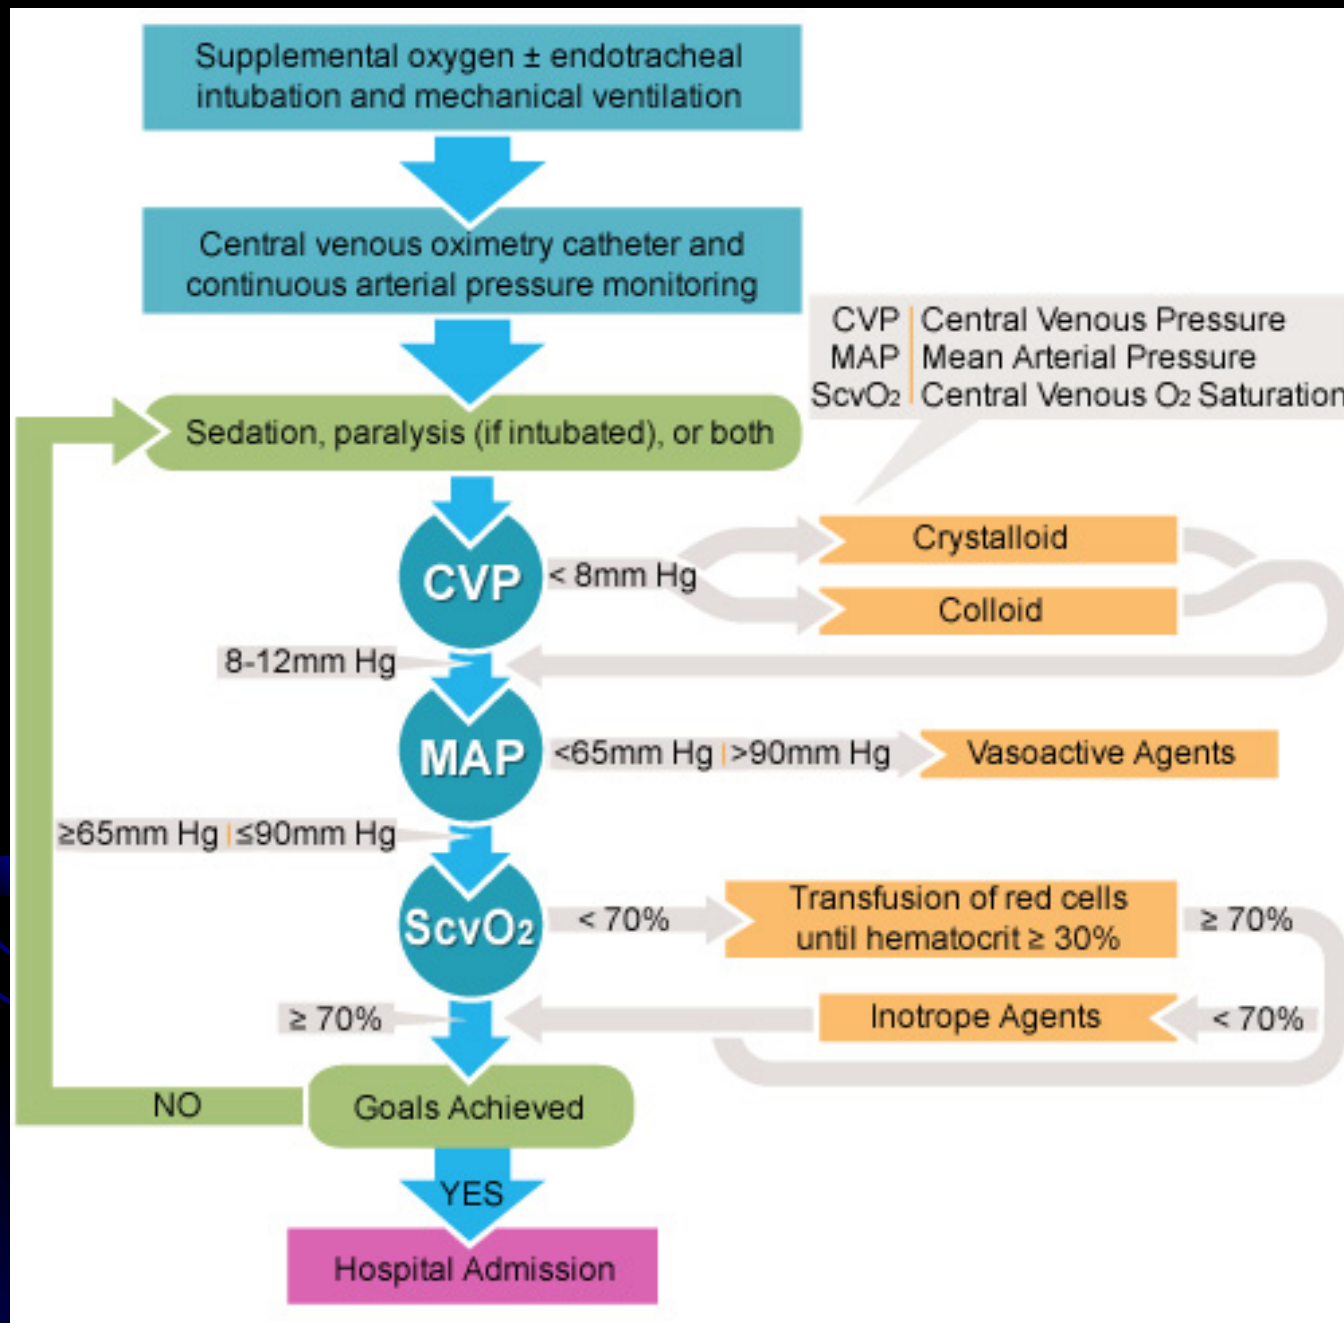 Supplemental oxygen ± endotracheal
intubation and mechanical ventilation
Central venous oximetry catheter and
continuous arterial pressure monitoring
CVP | Central Venous Pressure
MAP | Mean Arterial Pressure
ScvO₂ | Central Venous O₂ Saturation
Sedation, paralysis (if intubated), or both
CVP
< 8mm Hg
Crystalloid
Colloid
8-12mm Hg
MAP
<65mm Hg | >90mm Hg
Vasoactive Agents
≥65mm Hg | ≤90mm Hg
ScvO₂
< 70%
Transfusion of red cells
until hematocrit ≥ 30%
≥ 70%
Inotrope Agents
< 70%
≥ 70%
Goals Achieved
NO
YES
Hospital Admission